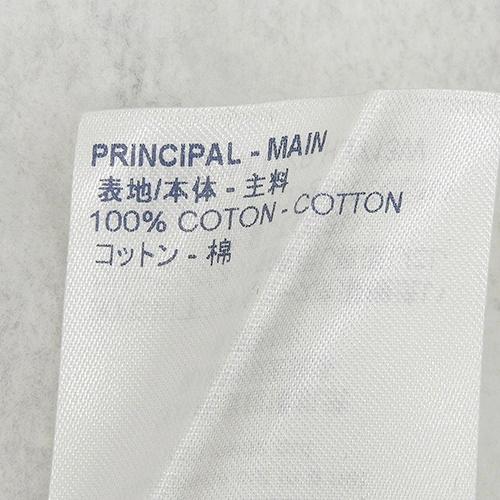 PRINCIPAL - MAIN
表地/本体 - 主料
100% COTON - COTTON
コットン - 棉